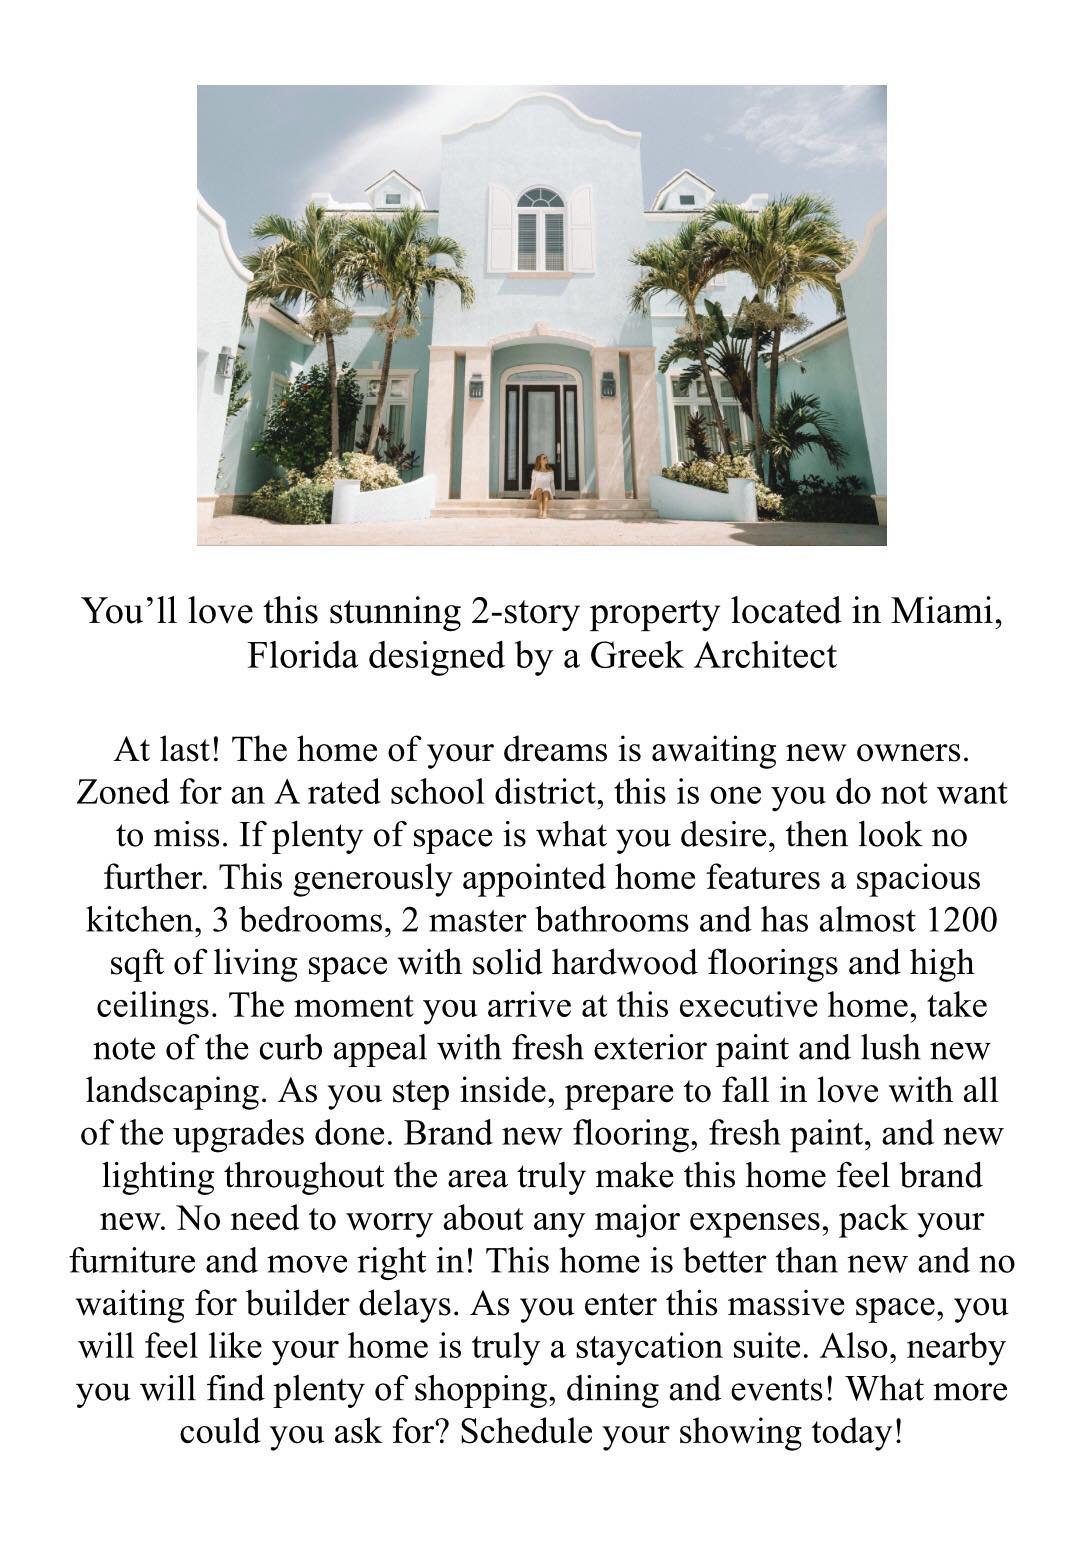 You’ll love this stunning 2-story property located in Miami,
Florida designed by a Greek Architect
At last! The home of your dreams is awaiting new owners.
Zoned for an A rated school district, this is one you do not want
to miss. If plenty of space is what you desire, then look no
further. This generously appointed home features a spacious
kitchen, 3 bedrooms, 2 master bathrooms and has almost 1200
sqft of living space with solid hardwood floorings and high
ceilings. The moment you arrive at this executive home, take
note of the curb appeal with fresh exterior paint and lush new
landscaping. As you step inside, prepare to fall in love with all
of the upgrades done. Brand new flooring, fresh paint, and new
lighting throughout the area truly make this home feel brand
new. No need to worry about any major expenses, pack your
furniture and move right in! This home is better than new and no
waiting for builder delays. As you enter this massive space, you
will feel like your home is truly a staycation suite. Also, nearby
you will find plenty of shopping, dining and events! What more
could you ask for? Schedule your showing today!